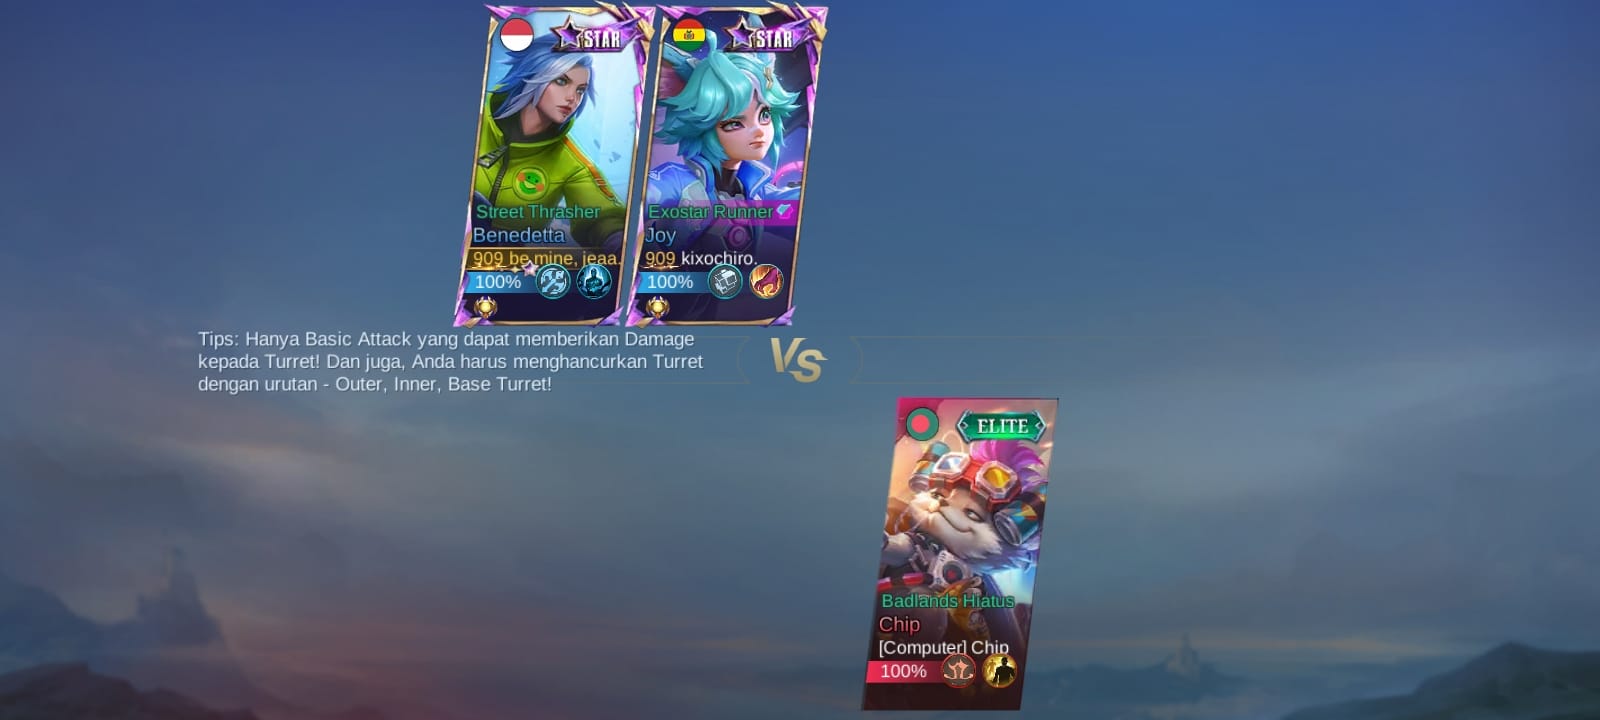 STAR
Street Thrasher
Benedetta
909 be mine, jeaa.
100%
STAR
Exostar Runner
Joy
909 kixochiro.
100%
Tips: Hanya Basic Attack yang dapat memberikan Damage
kepada Turret! Dan juga, Anda harus menghancurkan Turret
dengan urutan - Outer, Inner, Base Turret!
VS
ELITE
Badlands Hiatus
Chip
[Computer] Chip
100%